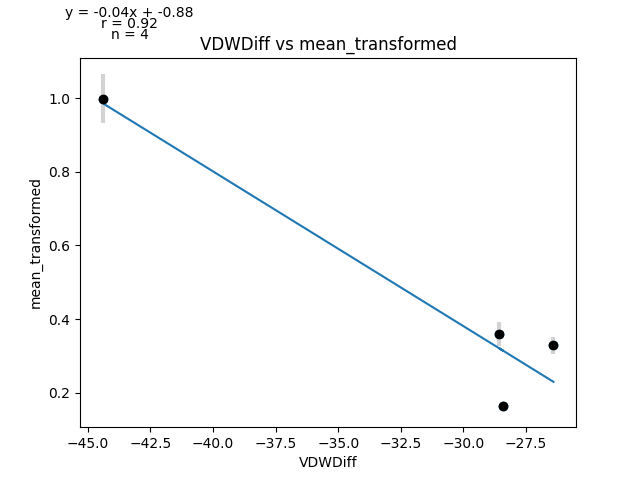 y = -0.04x + -0.88
r = 0.92
n = 4
VDWDiff vs mean_transformed
mean_transformed
1.0
0.8
0.6
0.4
0.2
−45.0 −42.5 −40.0 −37.5 −35.0 −32.5 −30.0 −27.5
VDWDiff